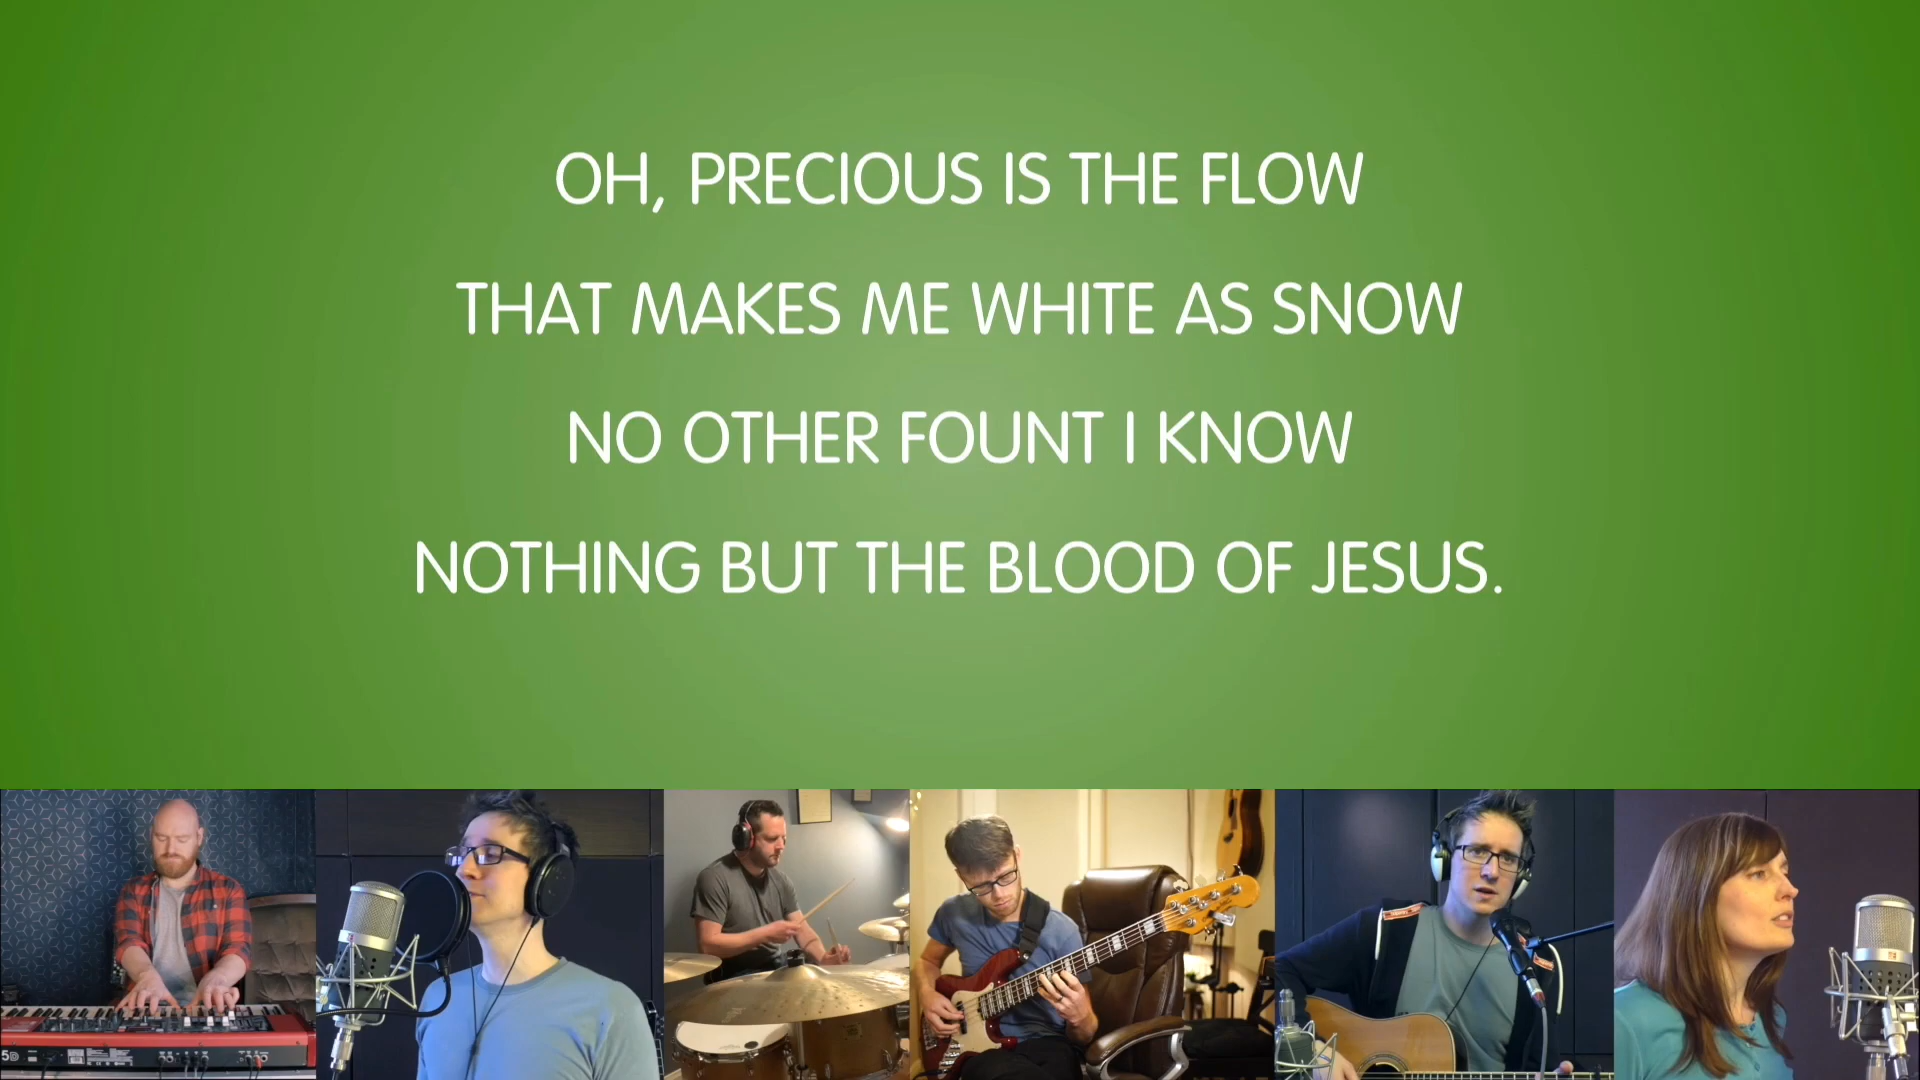 OH, PRECIOUS IS THE FLOW
THAT MAKES ME WHITE AS SNOW
NO OTHER FOUNT I KNOW
NOTHING BUT THE BLOOD OF JESUS.